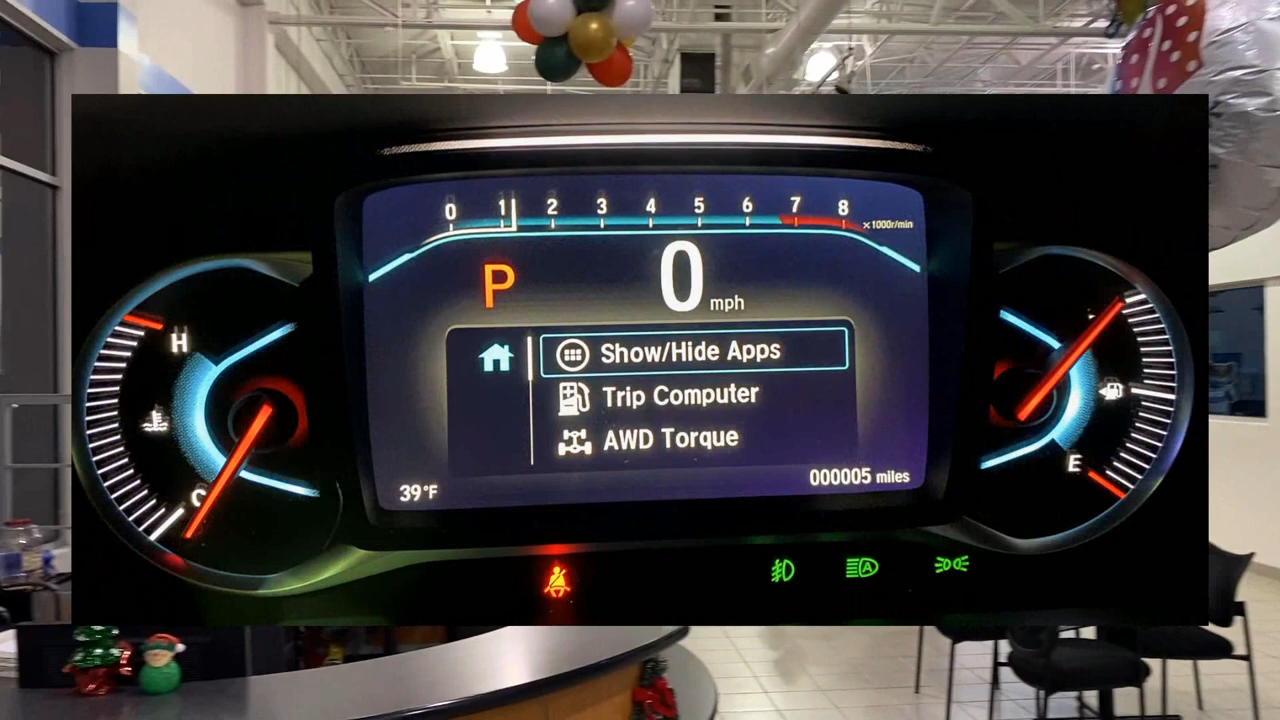 0 1 2 3 4 5 6 7 8
×1000r/min
P 0 mph
H
Show/Hide Apps
Trip Computer
AWD Torque
E
C
39°F 000005 miles
A